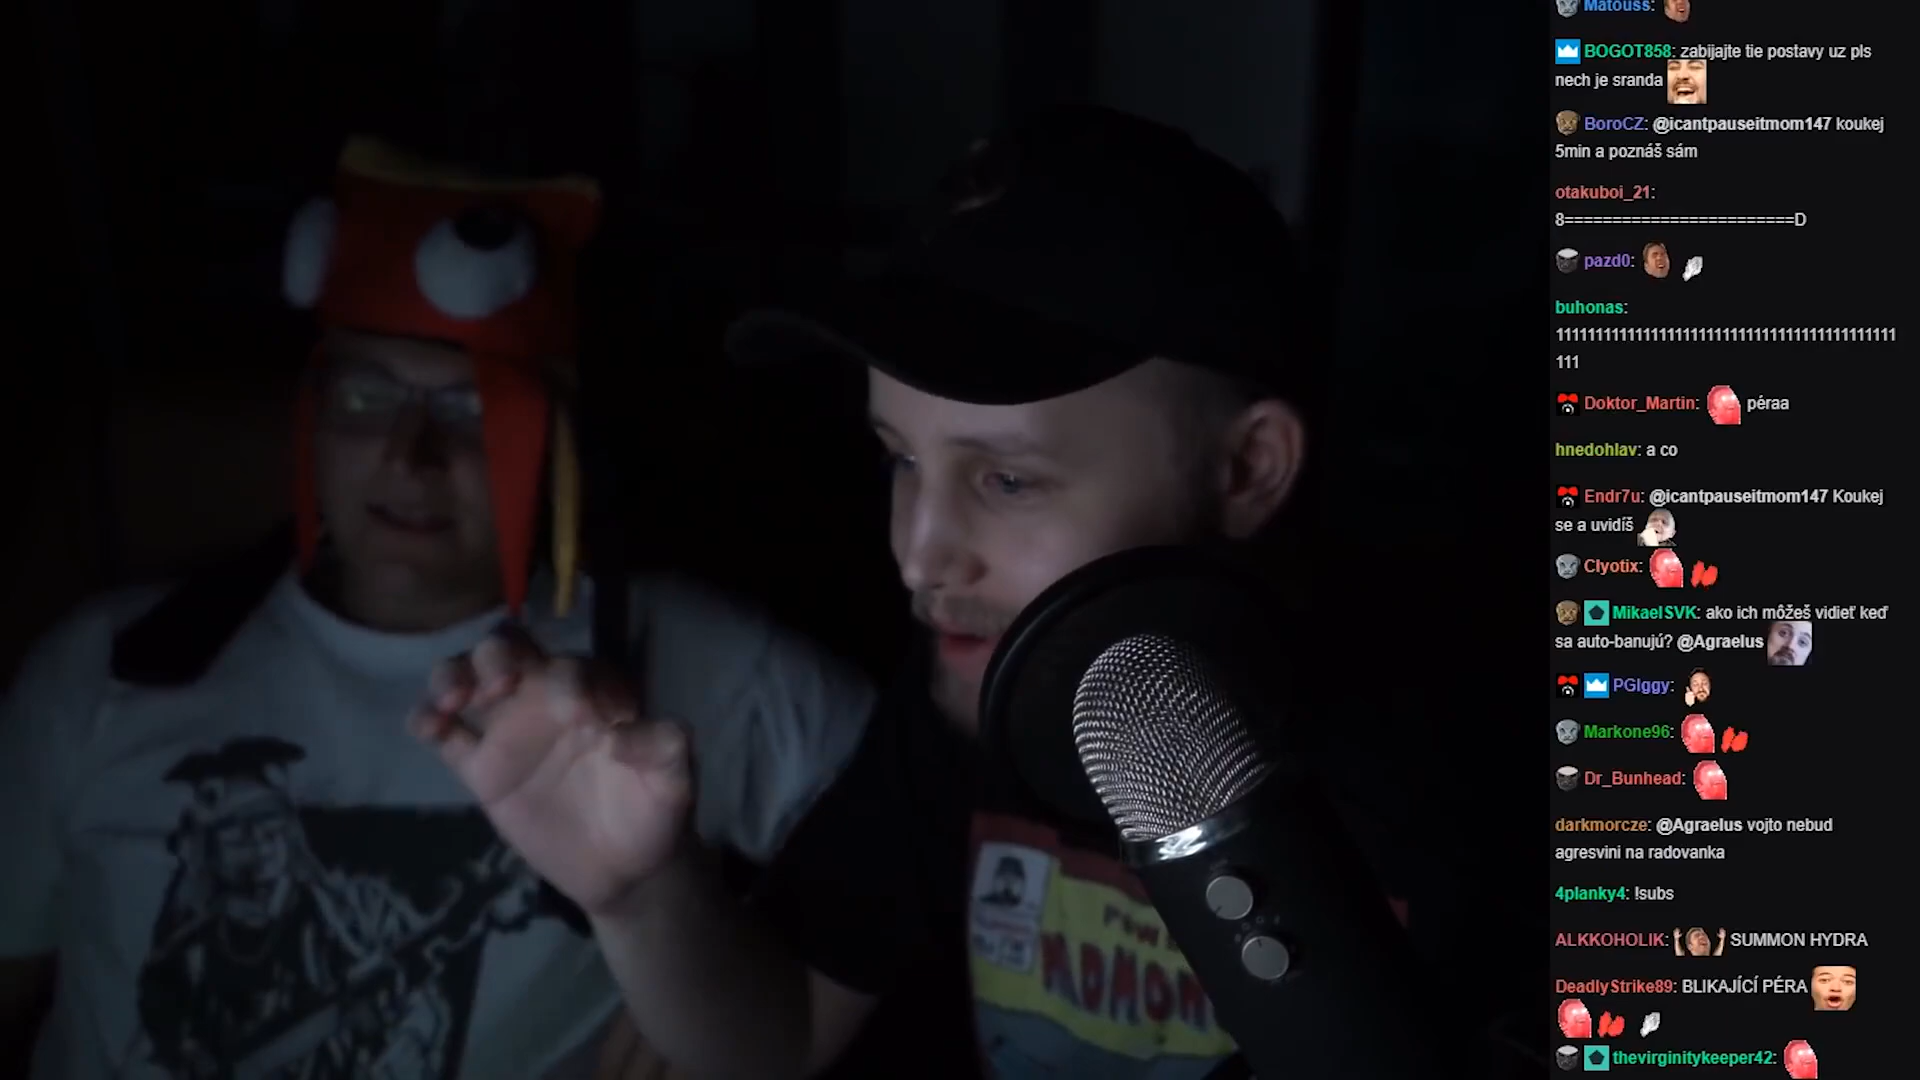 Matouss:
BOGOT858: zabijajte tie postavy uz pls
nech je sranda
BoroCZ: @icantpauseitmom147 koukej
5min a poznáš sám
otakuboi_21:
8========================D
pazd0:
buhonas:
1111111111111111111111111111111111111111111
111
Doktor_Martin: péraa
hnedohlav: a co
Endr7u: @icantpauseitmom147 Koukej
se a uvidíš
Clyotix:
MikaelSVK: ako ich môžeš vidieť keď
sa auto-banujú? @Agraelus
PGIggy:
Markone96:
Dr_Bunhead:
darkmorcze: @Agraelus vojto nebud
agresvini na radovanka
4planky4: !subs
ALKKOHOLIK: SUMMON HYDRA
DeadlyStrike89: BLIKAJÍCÍ PÉRA
thevirginitykeeper42: